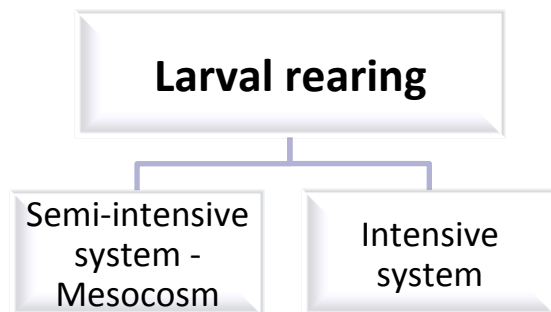 Larval rearing
Semi-intensive
system -
Mesocosm
Intensive
system